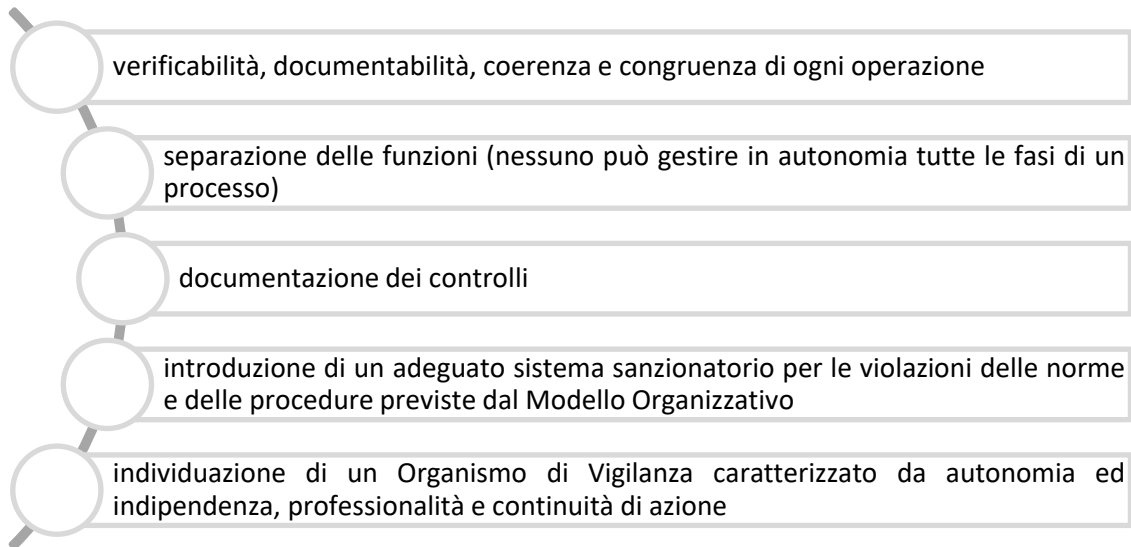 verificabilità, documentabilità, coerenza e congruenza di ogni operazione
separazione delle funzioni (nessuno può gestire in autonomia tutte le fasi di un
processo)
documentazione dei controlli
introduzione di un adeguato sistema sanzionatorio per le violazioni delle norme
e delle procedure previste dal Modello Organizzativo
individuazione di un Organismo di Vigilanza caratterizzato da autonomia ed
indipendenza, professionalità e continuità di azione